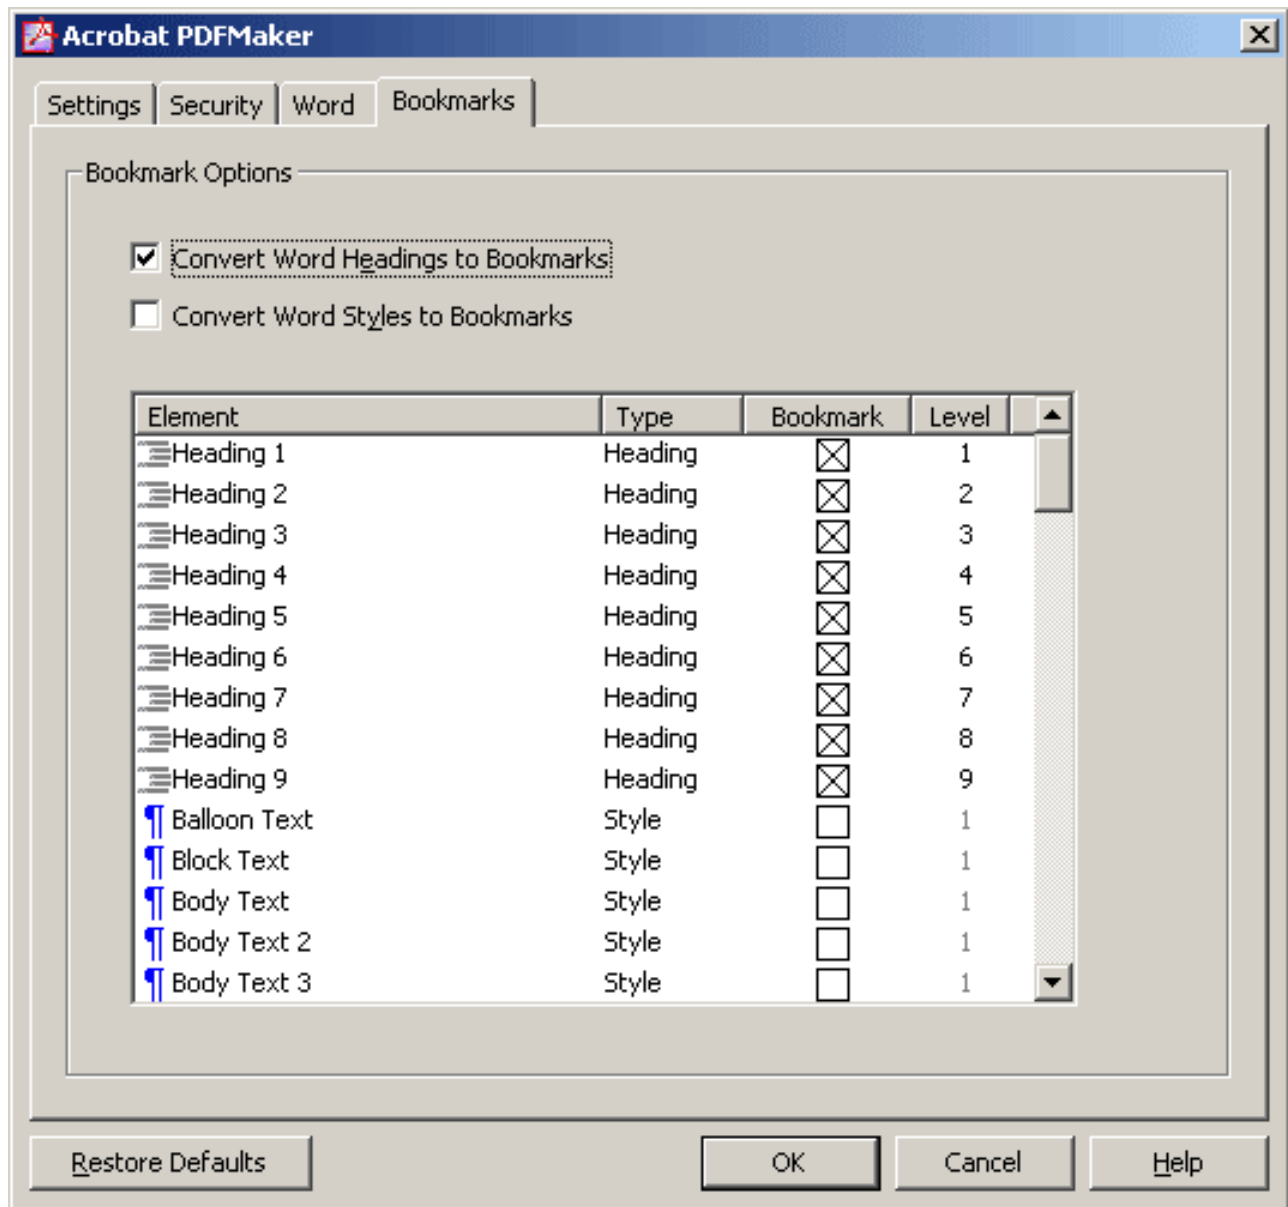 Acrobat PDFMaker
Settings Security Word Bookmarks
Bookmark Options
Convert Word Headings to Bookmarks
Convert Word Styles to Bookmarks
Element Type Bookmark Level
Heading 1 Heading 1
Heading 2 Heading 2
Heading 3 Heading 3
Heading 4 Heading 4
Heading 5 Heading 5
Heading 6 Heading 6
Heading 7 Heading 7
Heading 8 Heading 8
Heading 9 Heading 9
¶ Balloon Text Style 1
¶ Block Text Style 1
¶ Body Text Style 1
¶ Body Text 2 Style 1
¶ Body Text 3 Style 1
Restore Defaults OK Cancel Help